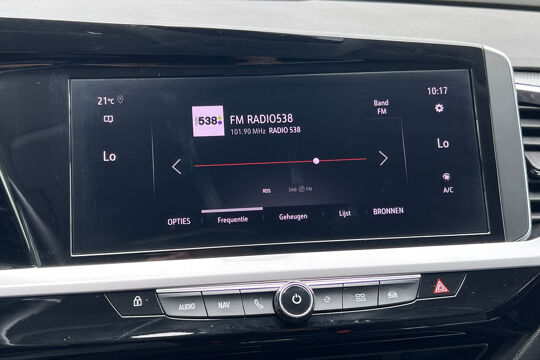 21°C
10:17
538
FM RADIO538
101.90 MHz RADIO 538
Band
FM
Lo
Lo
A/C
RDS
DAB FM
OPTIES
Frequentie
Geheugen
Lijst
BRONNEN
AUDIO
NAV